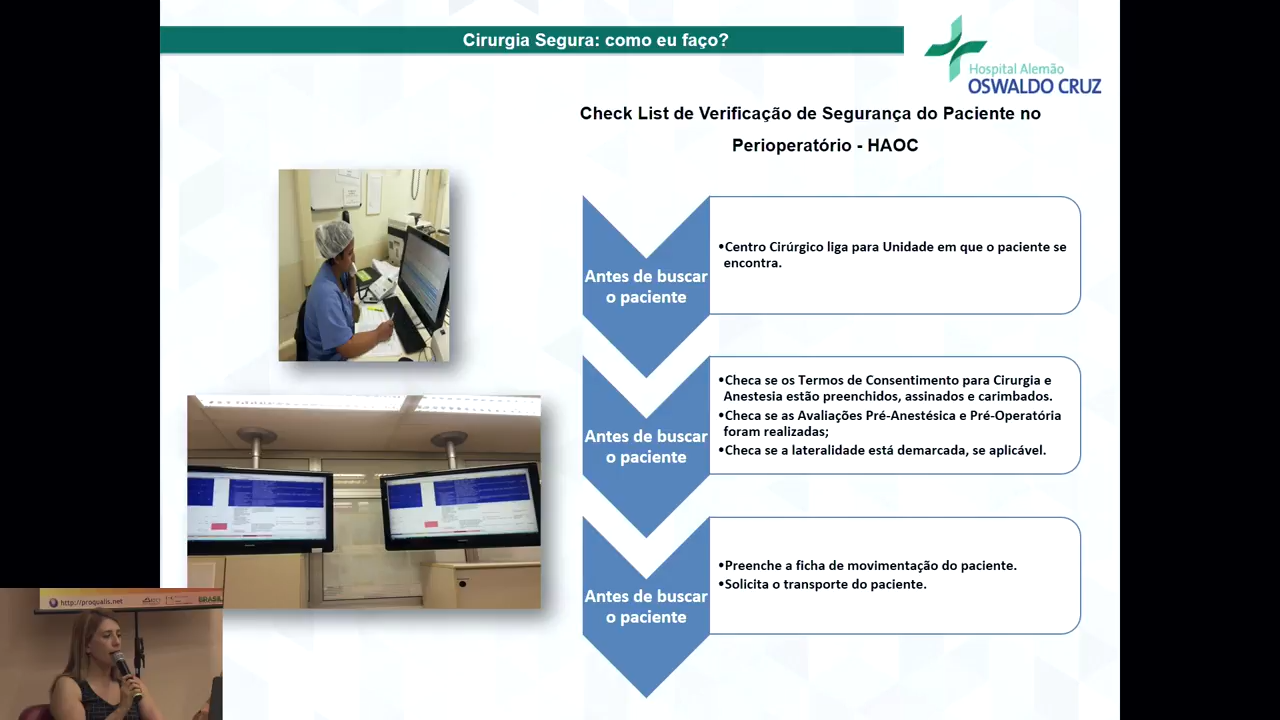 Cirurgia Segura: como eu faço?
Hospital Alemão
OSWALDO CRUZ
Check List de Verificação de Segurança do Paciente no
Perioperatório - HAOC
Antes de buscar
o paciente
•Centro Cirúrgico liga para Unidade em que o paciente se
encontra.
Antes de buscar
o paciente
•Checa se os Termos de Consentimento para Cirurgia e
Anestesia estão preenchidos, assinados e carimbados.
•Checa se as Avaliações Pré-Anestésica e Pré-Operatória
foram realizadas;
•Checa se a lateralidade está demarcada, se aplicável.
Antes de buscar
o paciente
•Preenche a ficha de movimentação do paciente.
•Solicita o transporte do paciente.
http://proqualis.net
BRASIL